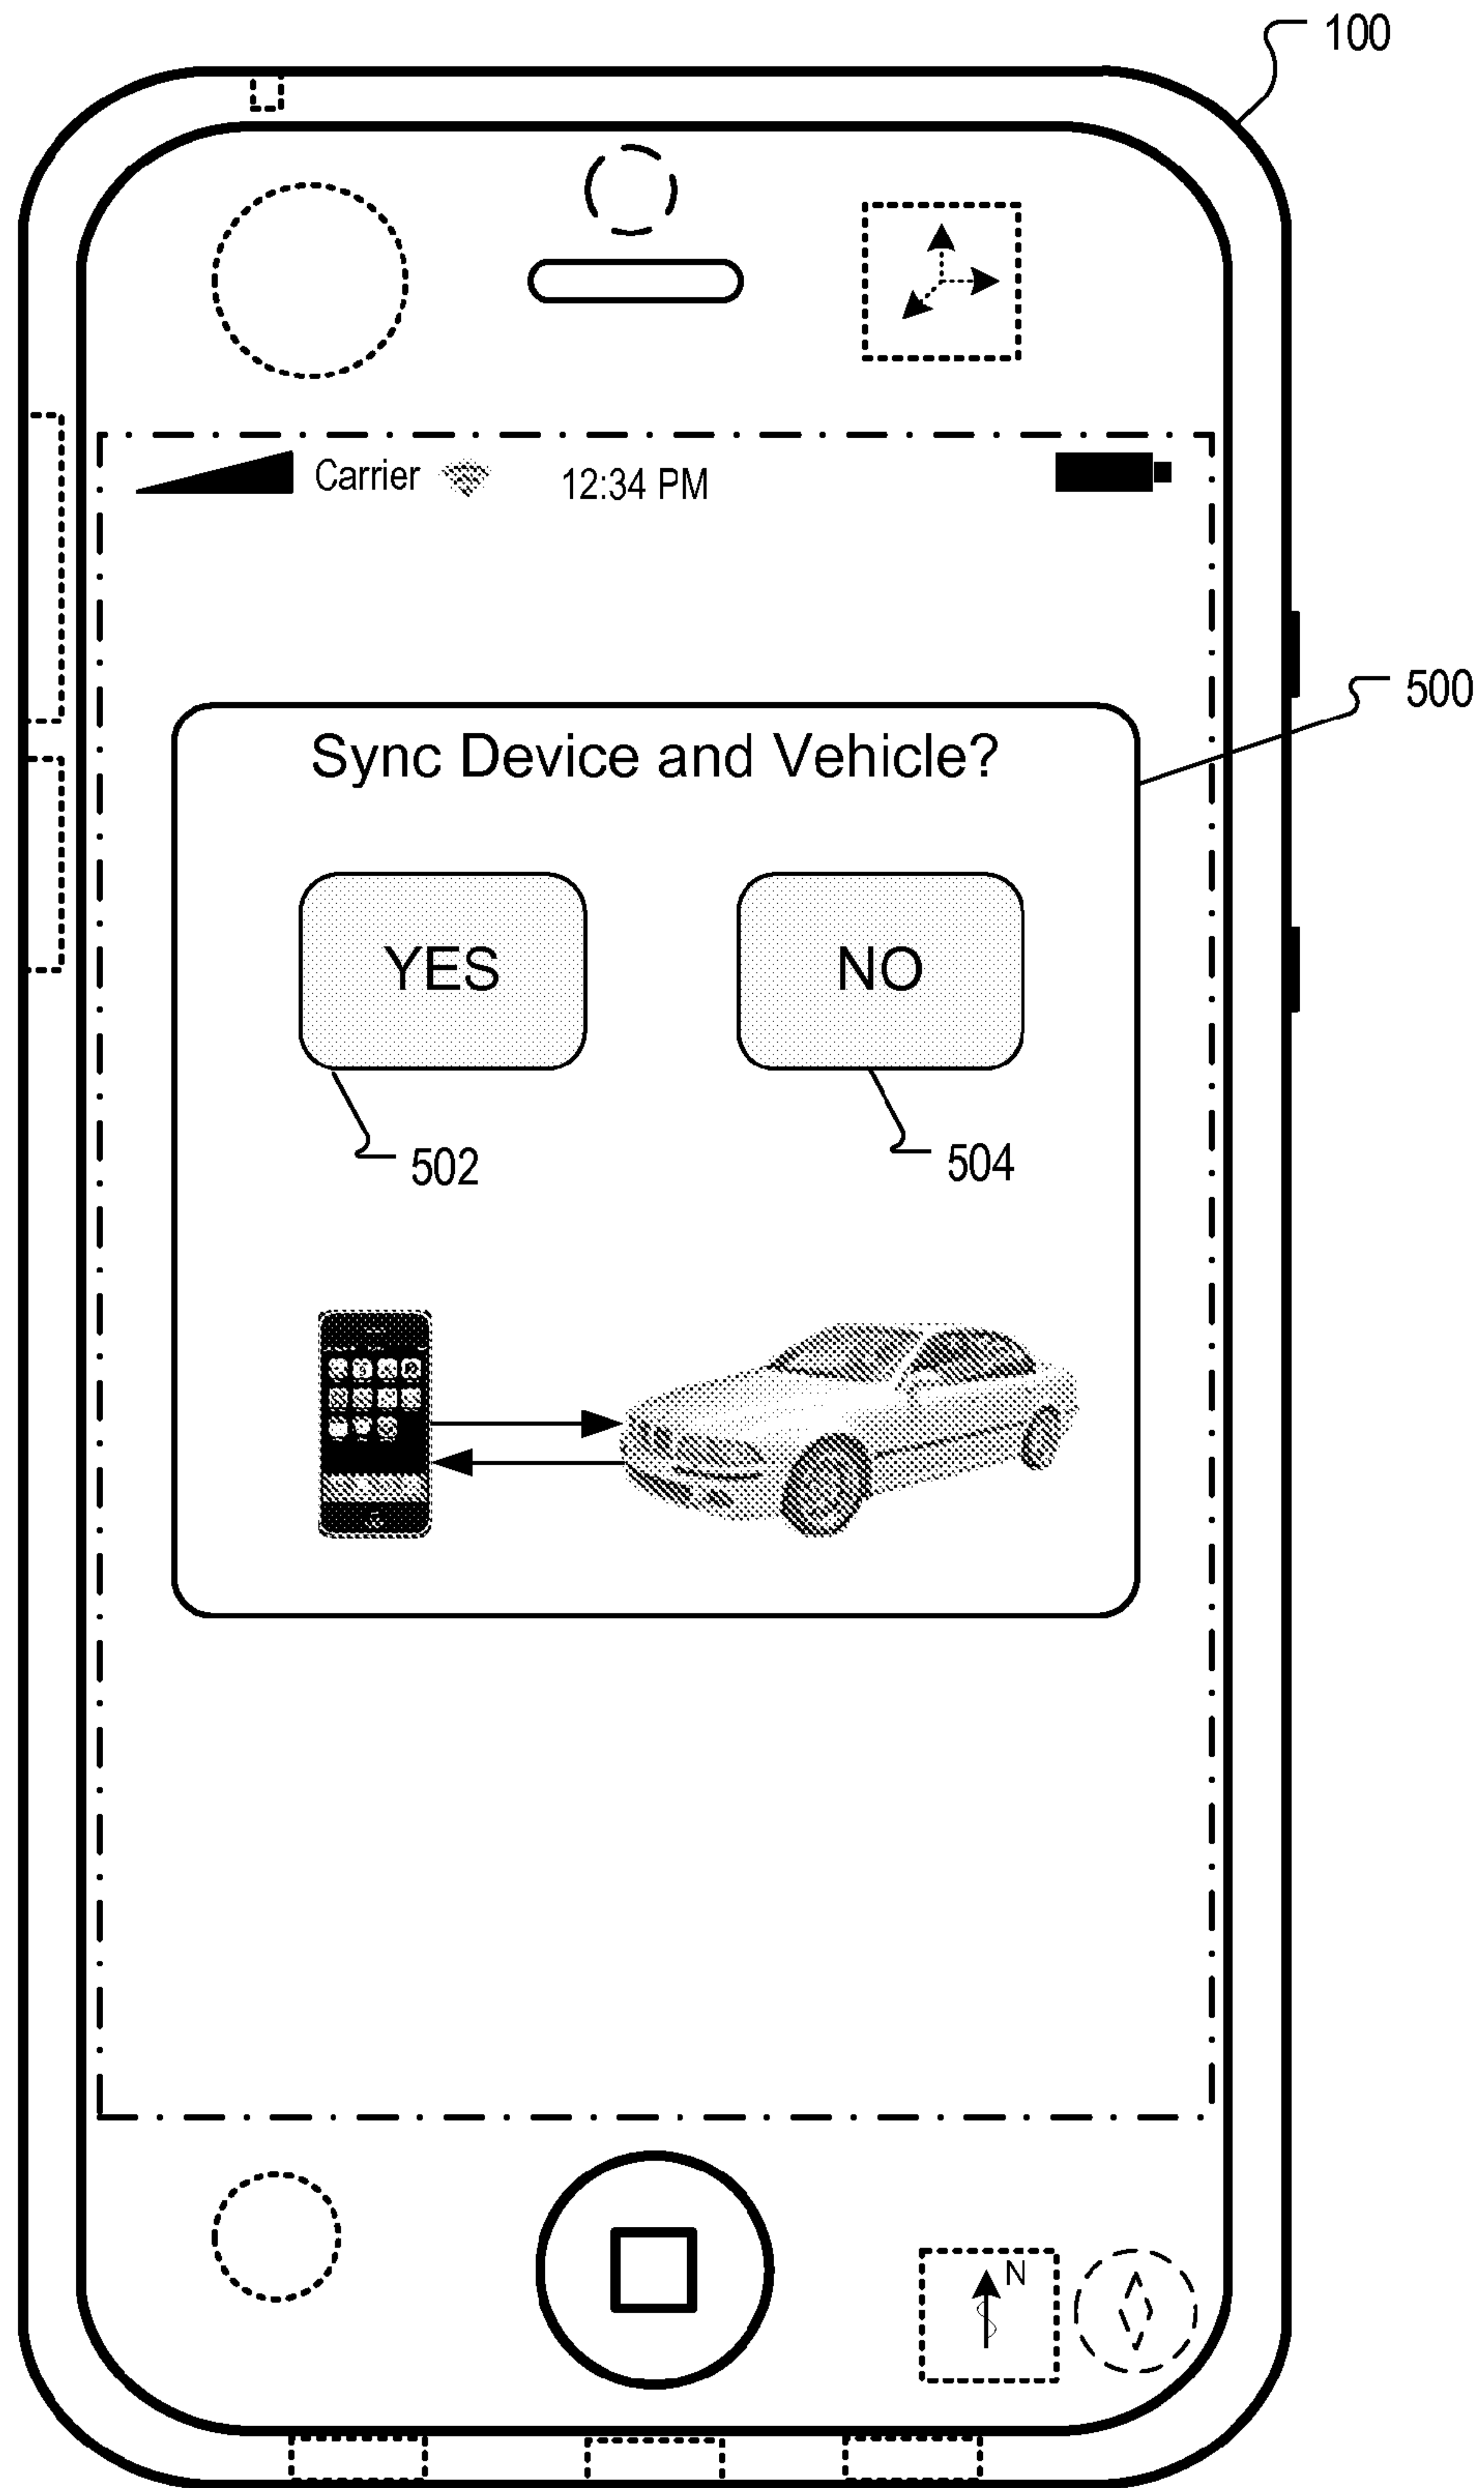 100
Carrier 12:34 PM
500
Sync Device and Vehicle?
YES NO
502 504
N